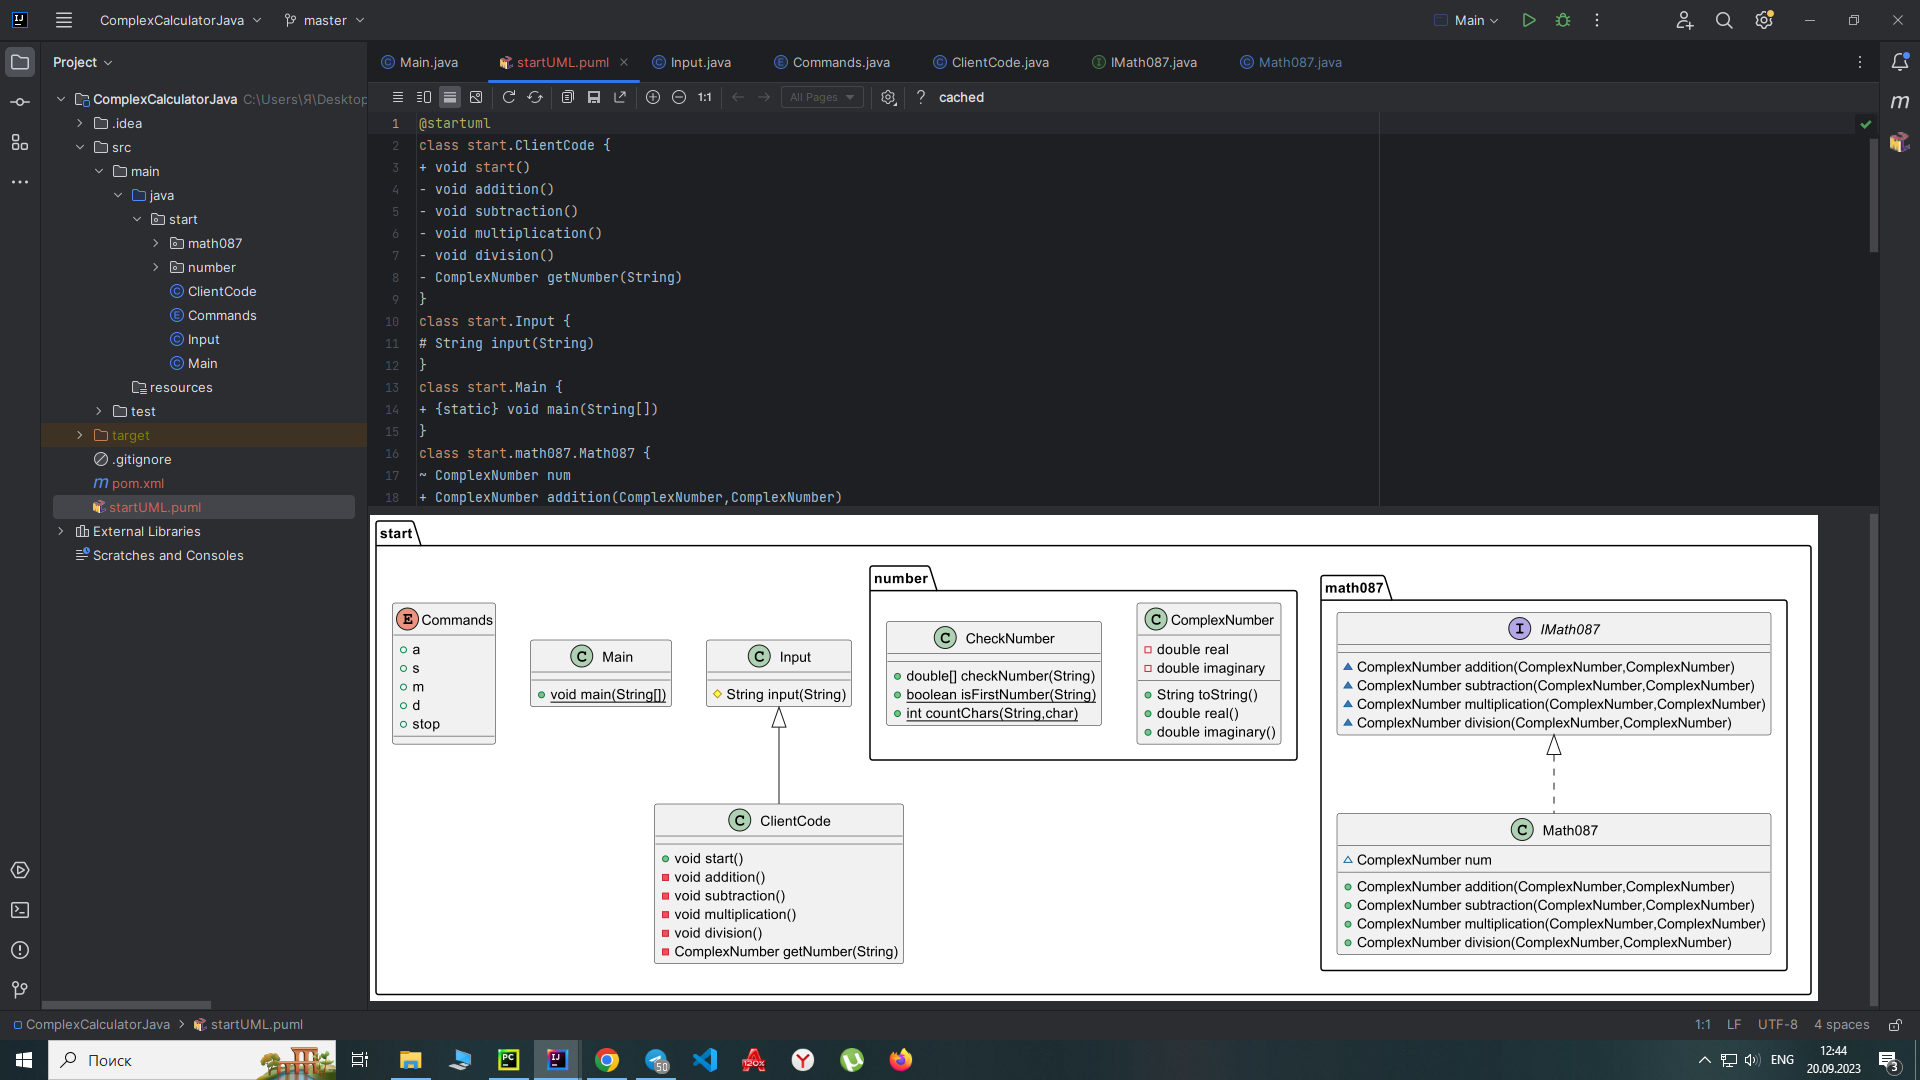 ComplexCalculatorJava
master
Main
Project
Main.java
startUML.puml
Input.java
Commands.java
ClientCode.java
IMath087.java
Math087.java
1:1
All Pages
?
cached
ComplexCalculatorJava C:\Users\Я\Desktop
.idea
src
main
java
start
math087
number
ClientCode
Commands
Input
Main
resources
test
target
.gitignore
pom.xml
startUML.puml
External Libraries
Scratches and Consoles
1 @startuml
2 class start.ClientCode {
3 + void start()
4 - void addition()
5 - void subtraction()
6 - void multiplication()
7 - void division()
8 - ComplexNumber getNumber(String)
9 }
10 class start.Input {
11 # String input(String)
12 }
13 class start.Main {
14 + {static} void main(String[])
15 }
16 class start.math087.Math087 {
17 ~ ComplexNumber num
18 + ComplexNumber addition(ComplexNumber,ComplexNumber)
start
E Commands
a
s
m
d
stop
C Main
void main(String[])
C Input
String input(String)
number
C CheckNumber
double[] checkNumber(String)
boolean isFirstNumber(String)
int countChars(String,char)
C ComplexNumber
double real
double imaginary
String toString()
double real()
double imaginary()
math087
I IMath087
ComplexNumber addition(ComplexNumber,ComplexNumber)
ComplexNumber subtraction(ComplexNumber,ComplexNumber)
ComplexNumber multiplication(ComplexNumber,ComplexNumber)
ComplexNumber division(ComplexNumber,ComplexNumber)
C ClientCode
void start()
void addition()
void subtraction()
void multiplication()
void division()
ComplexNumber getNumber(String)
C Math087
ComplexNumber num
ComplexNumber addition(ComplexNumber,ComplexNumber)
ComplexNumber subtraction(ComplexNumber,ComplexNumber)
ComplexNumber multiplication(ComplexNumber,ComplexNumber)
ComplexNumber division(ComplexNumber,ComplexNumber)
ComplexCalculatorJava
startUML.puml
1:1
LF
UTF-8
4 spaces
Поиск
PC
IJ
50
120%
ENG
12:44
20.09.2023
3